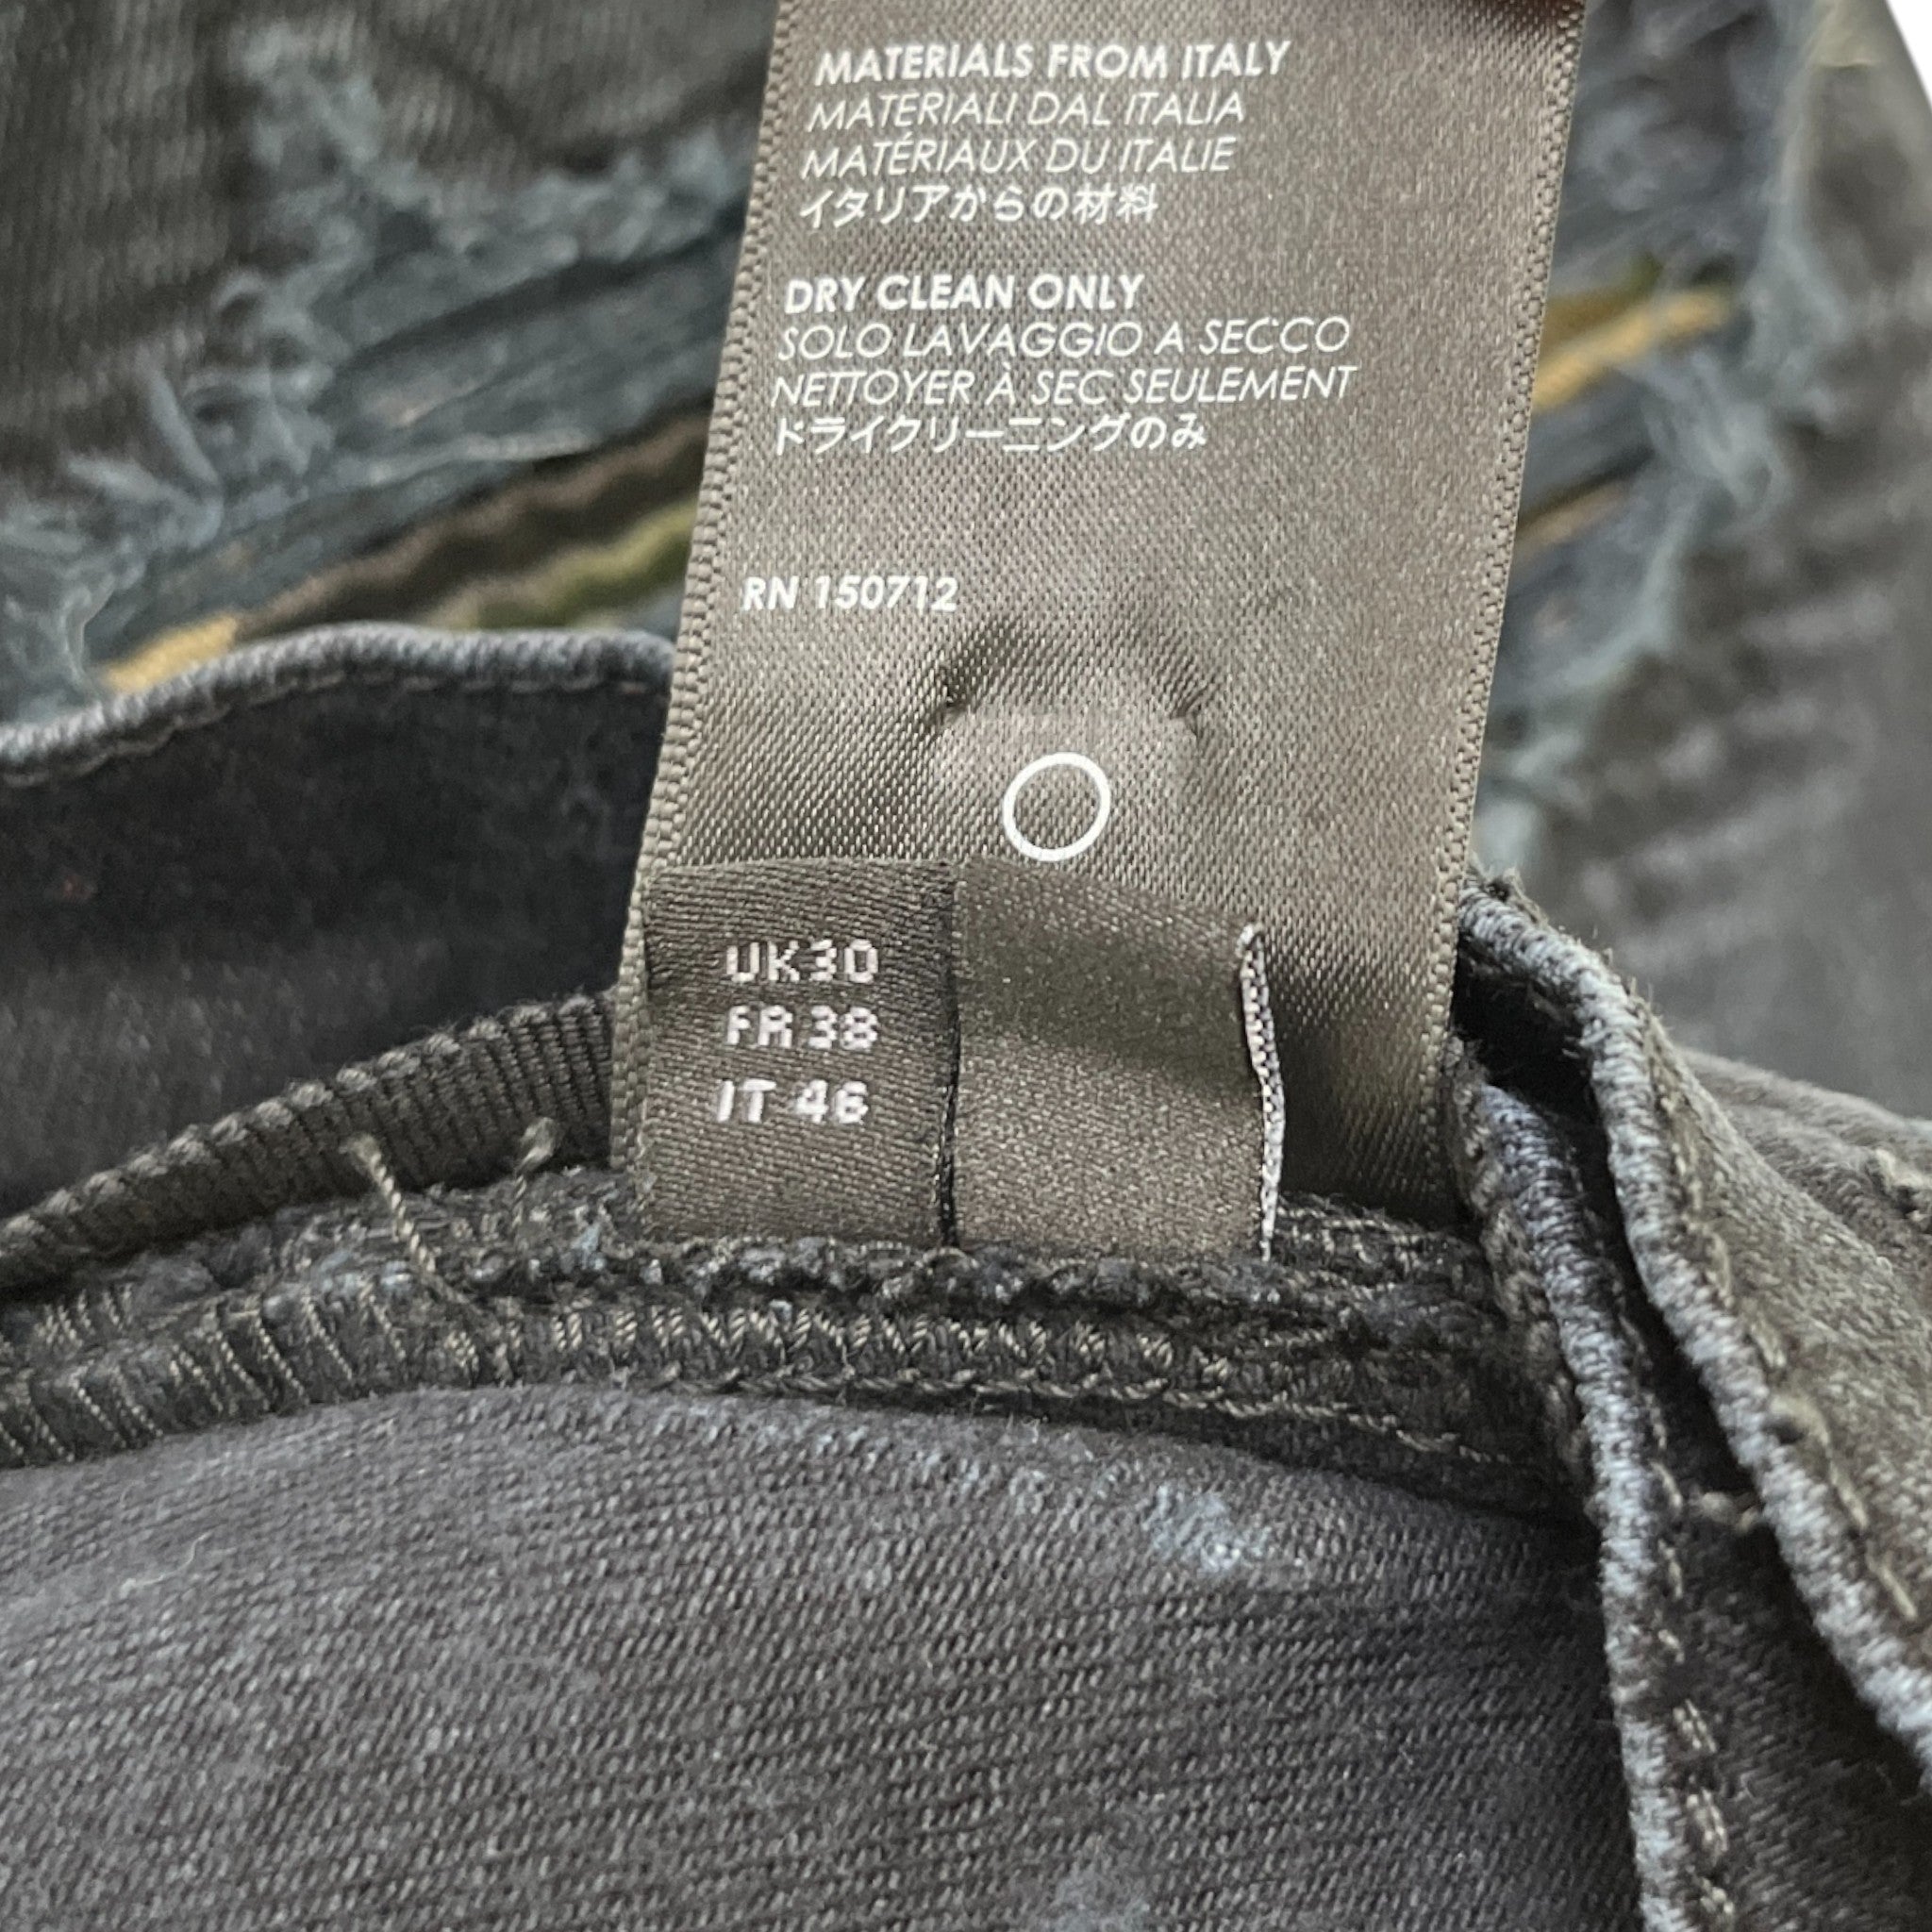 MATERIALS FROM ITALY
MATERIALI DAL ITALIA
MATÉRIAUX DU ITALIE
イタリアからの材料
DRY CLEAN ONLY
SOLO LAVAGGIO A SECCO
NETTOYER À SEC SEULEMENT
ドライクリーニングのみ
RN 150712
UK30
FR38
IT 46